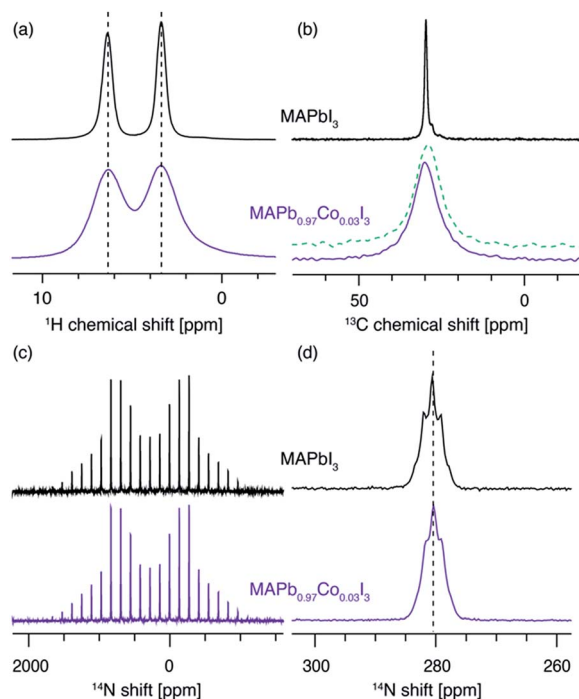 (a)
(b)
MAPbI₃
MAPb₀.₉₇Co₀.₀₃I₃
10
0
50
0
¹H chemical shift [ppm]
¹³C chemical shift [ppm]
(c)
(d)
MAPbI₃
MAPb₀.₉₇Co₀.₀₃I₃
2000
0
300
280
260
¹⁴N shift [ppm]
¹⁴N shift [ppm]